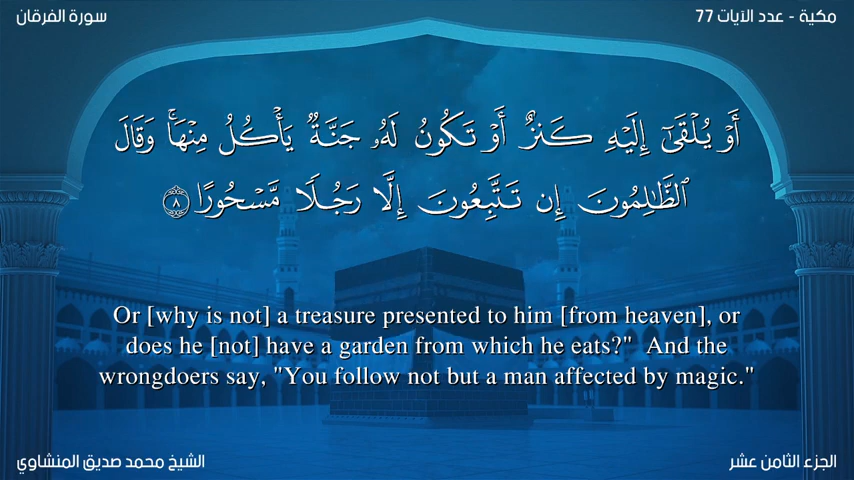 مكية - عدد الآيات 77
سورة الفرقان
أَوْ يُلْقَىٰٓ إِلَيْهِ كَنزٌ أَوْ تَكُونُ لَهُۥ جَنَّةٌ يَأْكُلُ مِنْهَا ۚ وَقَالَ
ٱلظَّٰلِمُونَ إِن تَتَّبِعُونَ إِلَّا رَجُلًا مَّسْحُورًا ٨
Or [why is not] a treasure presented to him [from heaven], or
does he [not] have a garden from which he eats?"  And the
wrongdoers say, "You follow not but a man affected by magic."
الجزء الثامن عشر
الشيخ محمد صديق المنشاوي